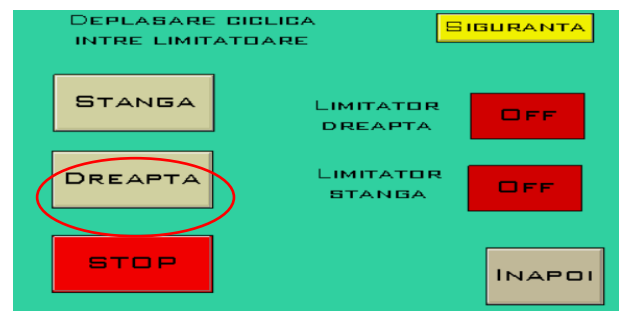 DEPLASARE CICLICA
INTRE LIMITATOARE
SIGURANTA
STANGA
LIMITATOR
DREAPTA
OFF
DREAPTA
LIMITATOR
STANGA
OFF
STOP
INAPOI